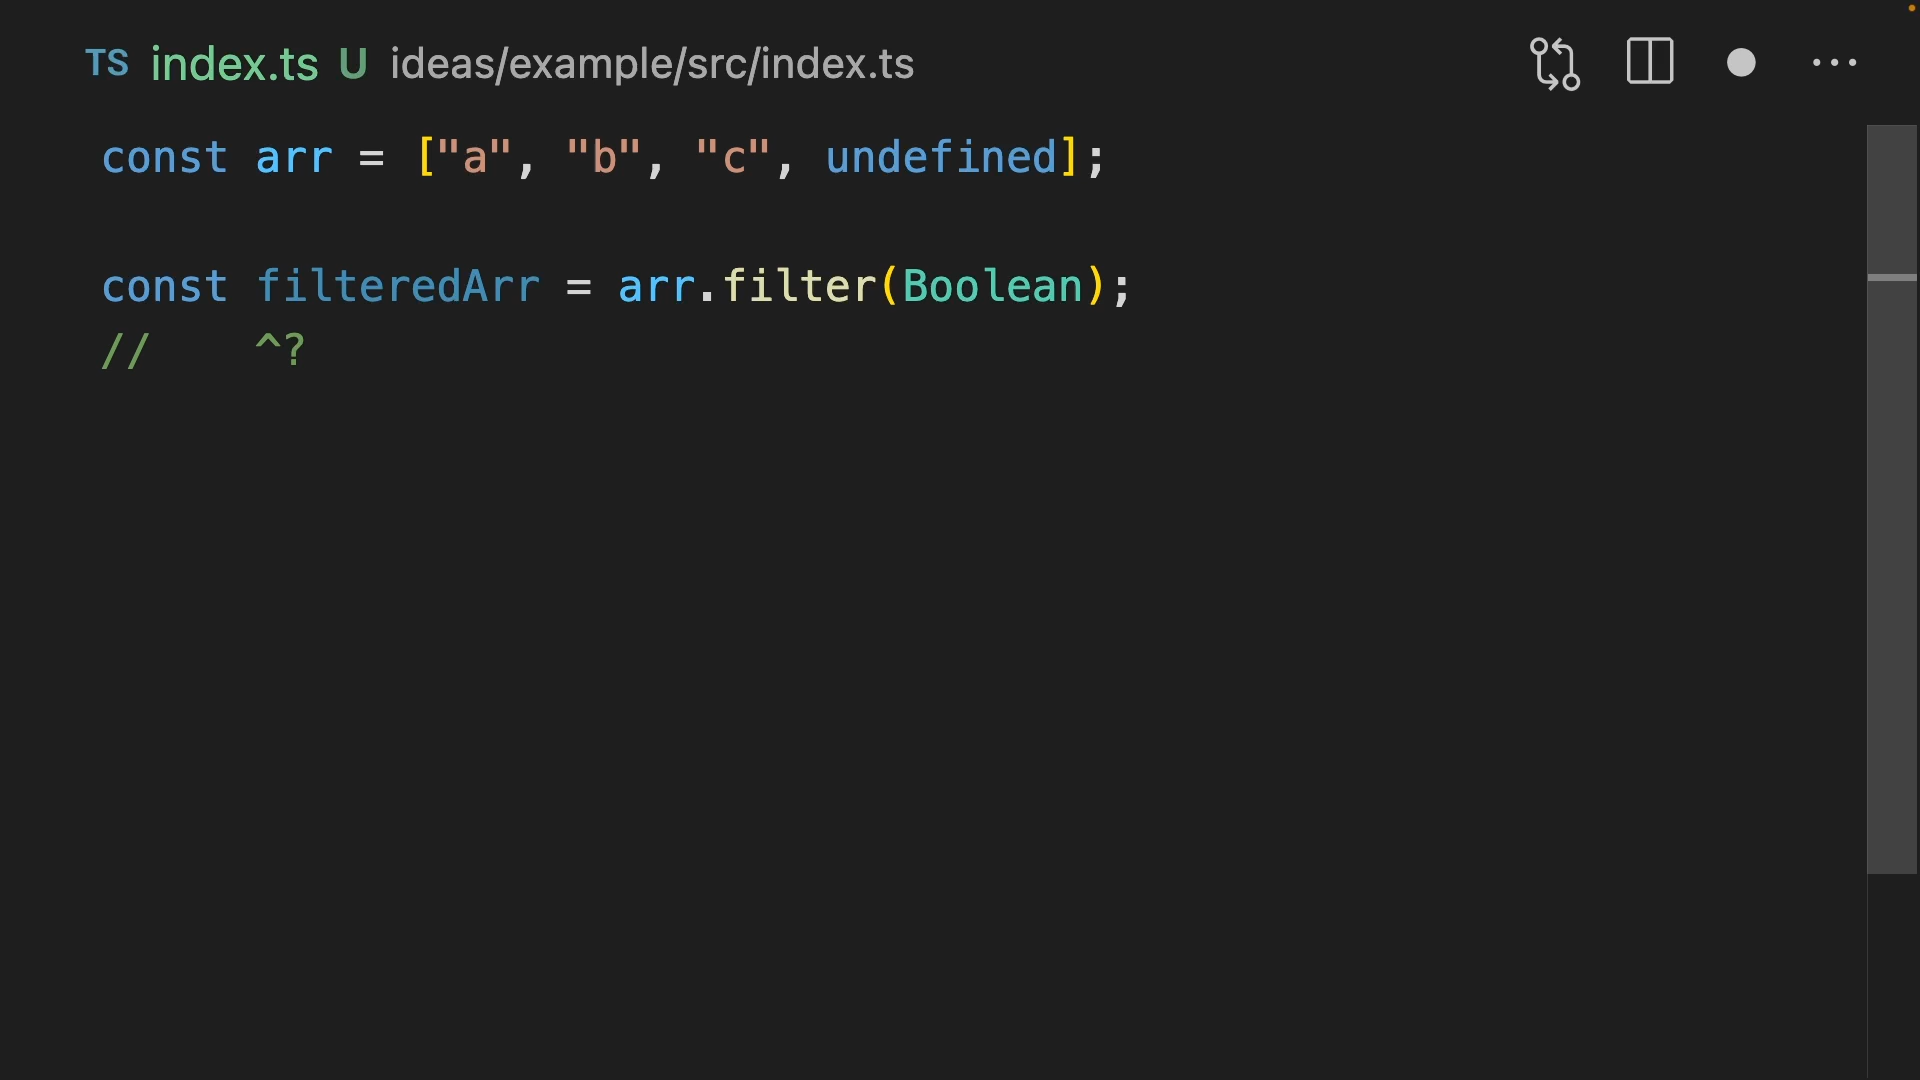 TS index.ts U ideas/example/src/index.ts
const arr = ["a", "b", "c", undefined];
const filteredArr = arr.filter(Boolean);
//    ^?